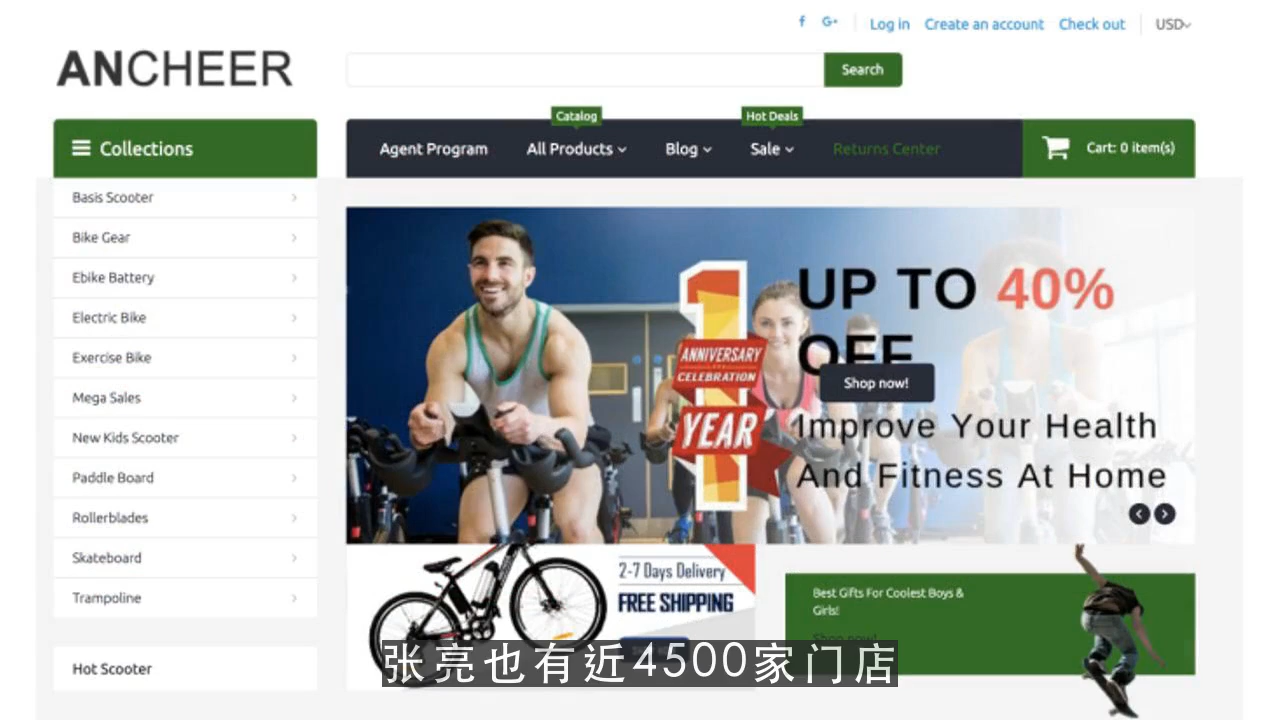 Log in Create an account Check out USD
ANCHEER
Search
Catalog
Hot Deals
Collections
Agent Program All Products Blog Sale Returns Center
Cart: 0 item(s)
Basis Scooter
Bike Gear
Ebike Battery
Electric Bike
Exercise Bike
Mega Sales
New Kids Scooter
Paddle Board
Rollerblades
Skateboard
Trampoline
Hot Scooter
1
ANNIVERSARY
CELEBRATION
YEAR
UP TO 40%
OFF
Shop now!
Improve Your Health
And Fitness At Home
2-7 Days Delivery
FREE SHIPPING
Best Gifts For Coolest Boys &
Girls!
Shop now!
张亮也有近4500家门店